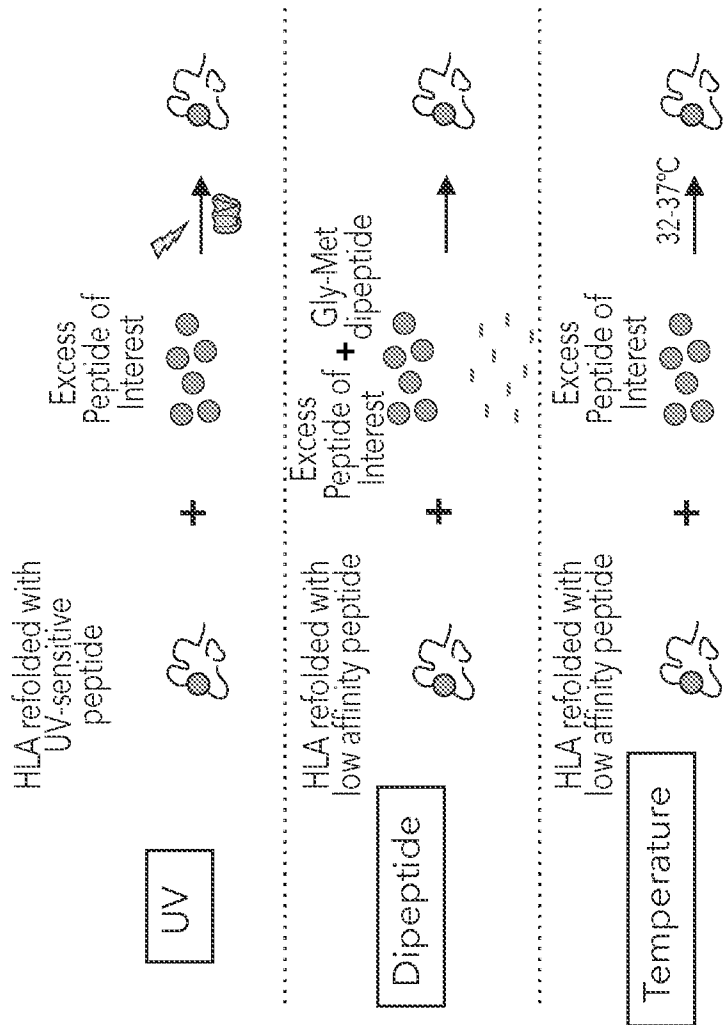 UV
HLA refolded with
UV-sensitive
peptide
+
Excess
Peptide of
Interest
Dipeptide
HLA refolded with
low affinity peptide
+
Excess
Peptide of
Interest
+
Gly-Met
dipeptide
Temperature
HLA refolded with
low affinity peptide
+
Excess
Peptide of
Interest
32-37°C